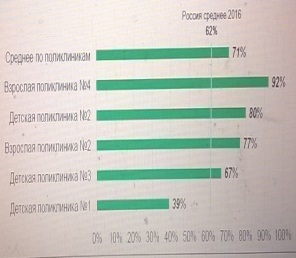 Россия среднее 2016
62%
Среднее по поликлиникам 71%
Взрослая поликлиника №4 92%
Детская поликлиника №2 80%
Взрослая поликлиника №2 77%
Детская поликлиника №3 67%
Детская поликлиника №1 39%
0% 10% 20% 30% 40% 50% 60% 70% 80% 90% 100%